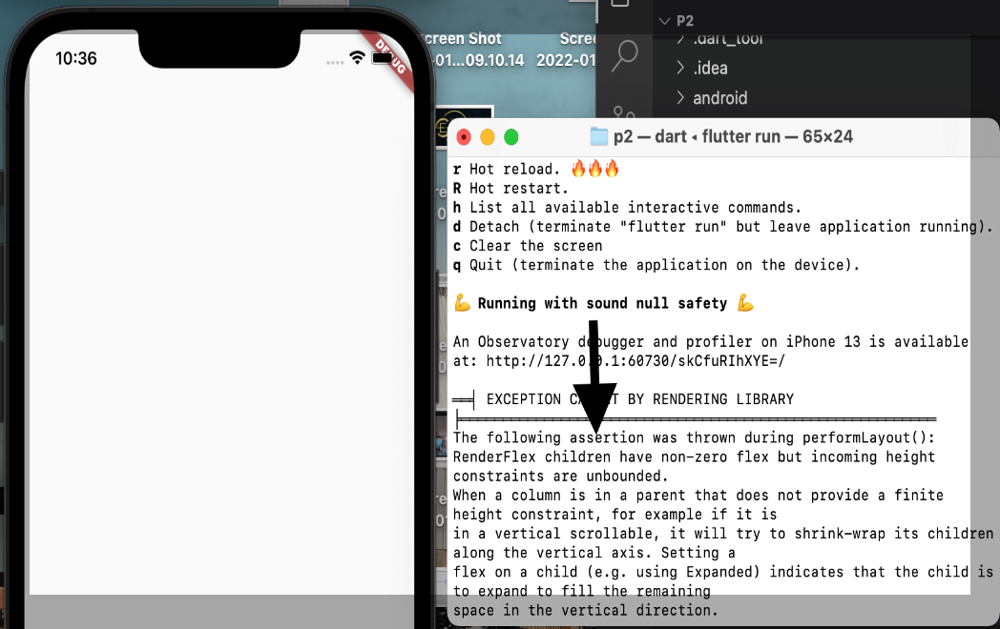 10:36
DEBUG
creen Shot
Scre
-01...09.10.14
2022-01
P2
.dart_tool
.idea
android
p2 — dart ◂ flutter run — 65×24
r Hot reload. 🔥🔥🔥
R Hot restart.
h List all available interactive commands.
d Detach (terminate "flutter run" but leave application running).
c Clear the screen
q Quit (terminate the application on the device).
💪 Running with sound null safety 💪
An Observatory debugger and profiler on iPhone 13 is available
at: http://127.0.0.1:60730/skCfuRIhXYE=/
══╡ EXCEPTION CAUGHT BY RENDERING LIBRARY
╞═════════════════════════════════════════════════════════
The following assertion was thrown during performLayout():
RenderFlex children have non-zero flex but incoming height
constraints are unbounded.
When a column is in a parent that does not provide a finite
height constraint, for example if it is
in a vertical scrollable, it will try to shrink-wrap its children
along the vertical axis. Setting a
flex on a child (e.g. using Expanded) indicates that the child is
to expand to fill the remaining
space in the vertical direction.